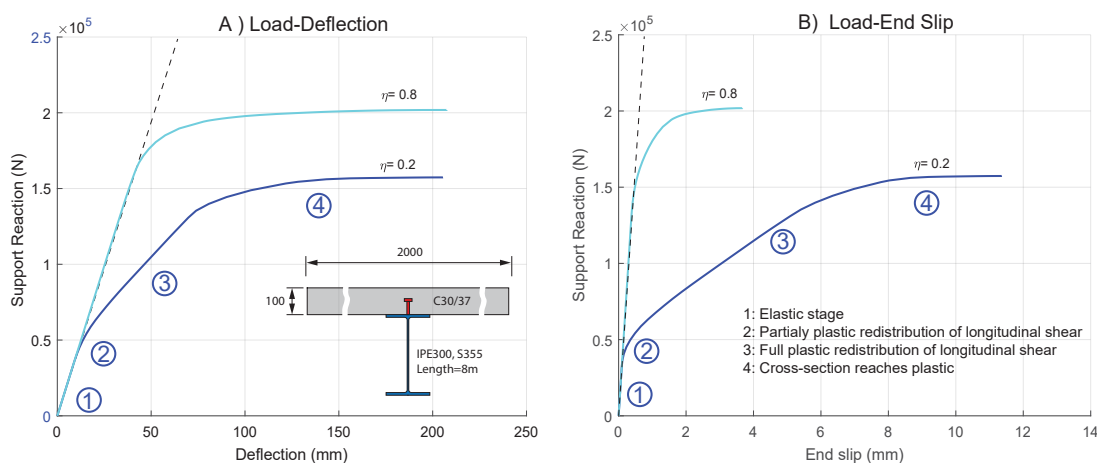 A ) Load-Deflection
×10⁵
2.5
2
1.5
1
0.5
0
0 50 100 150 200 250
Support Reaction (N)
Deflection (mm)
η= 0.8
η= 0.2
1
2
3
4
2000
100
C30/37
IPE300, S355
Length=8m
B) Load-End Slip
×10⁵
2.5
2
1.5
1
0.5
0
0 2 4 6 8 10 12 14
Support Reaction (N)
End slip (mm)
η= 0.8
η= 0.2
1
2
3
4
1: Elastic stage
2: Partialy plastic redistribution of longitudinal shear
3: Full plastic redistribution of longitudinal shear
4: Cross-section reaches plastic